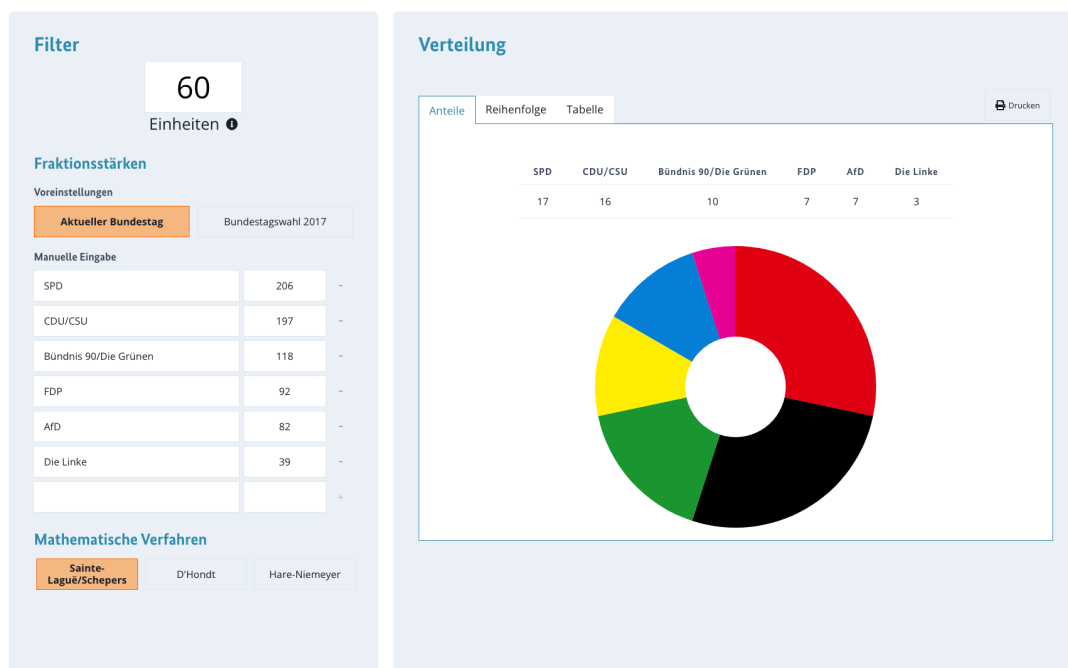 Filter
60
Einheiten
Fraktionsstärken
Voreinstellungen
Aktueller Bundestag
Bundestagswahl 2017
Manuelle Eingabe
SPD 206 -
CDU/CSU 197 -
Bündnis 90/Die Grünen 118 -
FDP 92 -
AfD 82 -
Die Linke 39 -
+
Mathematische Verfahren
Sainte-
Laguë/Schepers
D'Hondt
Hare-Niemeyer
Verteilung
Anteile Reihenfolge Tabelle
Drucken
SPD CDU/CSU Bündnis 90/Die Grünen FDP AfD Die Linke
17 16 10 7 7 3